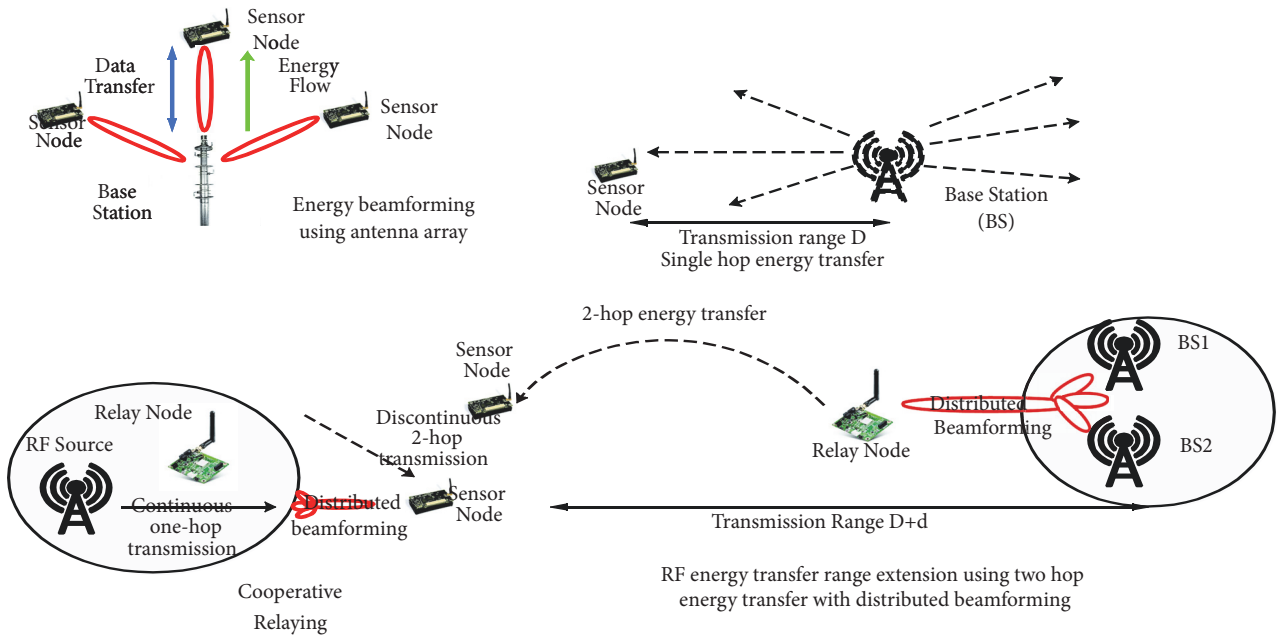 Sensor
Node
Data
Transfer
Energy
Flow
Sensor
Node
Sensor
Node
Base
Station
Energy beamforming
using antenna array
Sensor
Node
Base Station
(BS)
Transmission range D
Single hop energy transfer
2-hop energy transfer
Sensor
Node
Relay Node
RF Source
Continuous
one-hop
transmission
Distributed
beamforming
Discontinuous
2-hop
transmission
Sensor
Node
Cooperative
Relaying
Relay Node
Distributed
Beamforming
BS1
BS2
Transmission Range D+d
RF energy transfer range extension using two hop
energy transfer with distributed beamforming